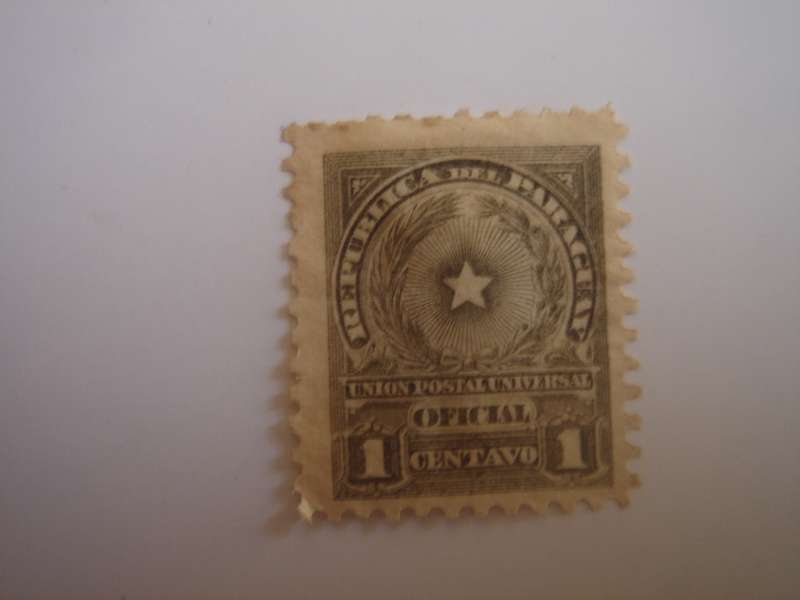 REPUBLICA DEL PARAGUAY
UNION POSTAL UNIVERSAL
OFICIAL
1 CENTAVO 1